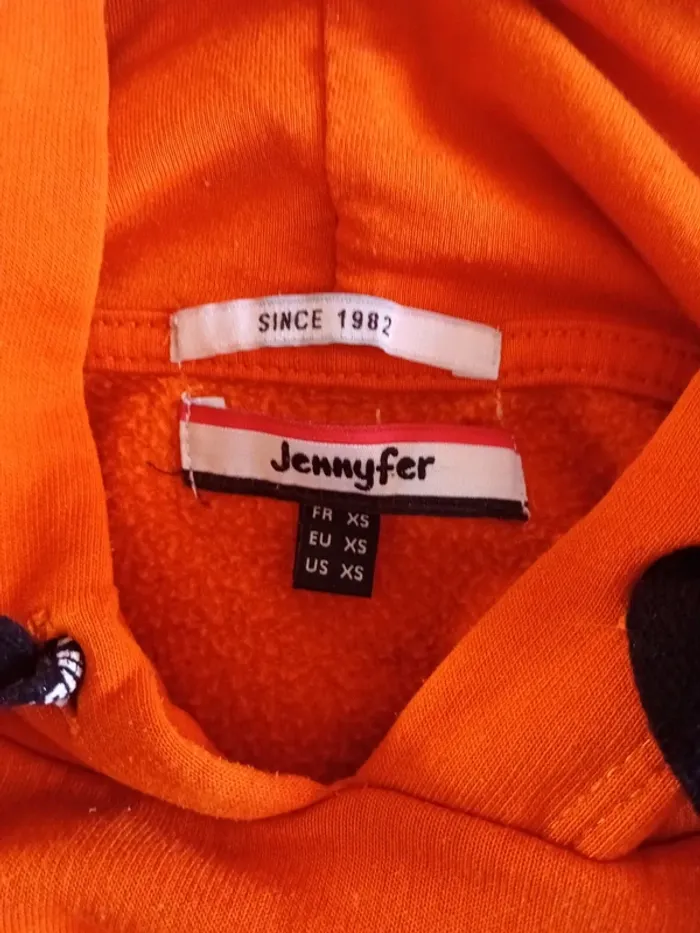 SINCE 1982
Jennyfer
FR XS
EU XS
US XS